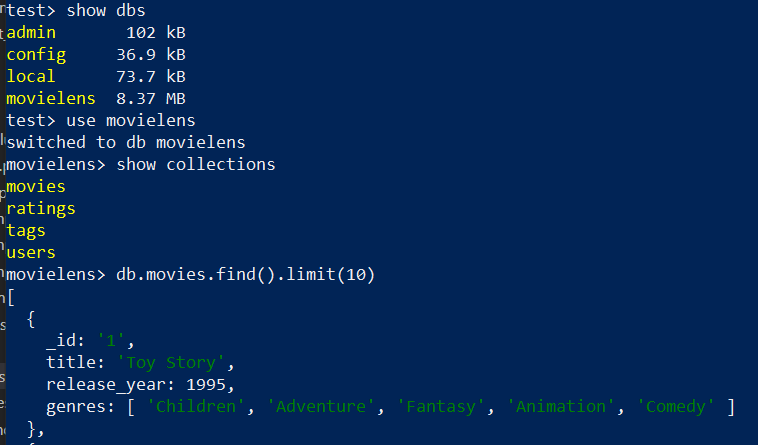 test> show dbs
admin       102 kB
config     36.9 kB
local      73.7 kB
movielens  8.37 MB
test> use movielens
switched to db movielens
movielens> show collections
movies
ratings
tags
users
movielens> db.movies.find().limit(10)
[
  {
    _id: '1',
    title: 'Toy Story',
    release_year: 1995,
    genres: [ 'Children', 'Adventure', 'Fantasy', 'Animation', 'Comedy' ]
  },